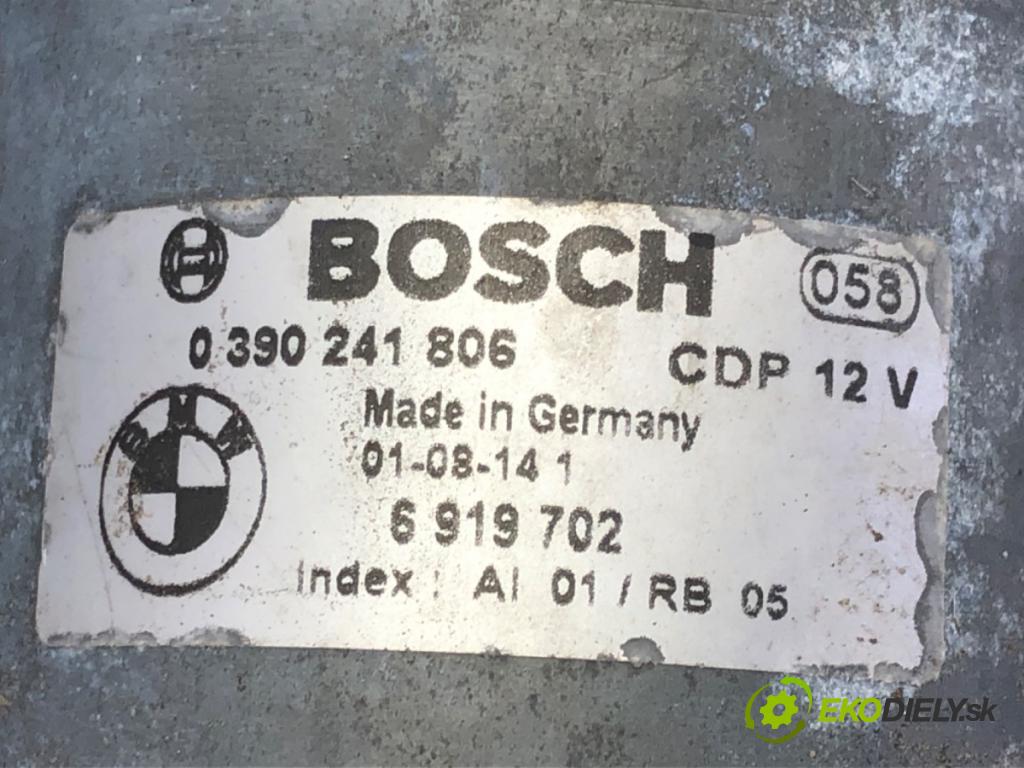 BOSCH
058
0 390 241 806 CDP 12 V
BMW
Made in Germany
01-08-14 1
6 919 702
Index : AI 01 / RB 05
EKODIELY.sk